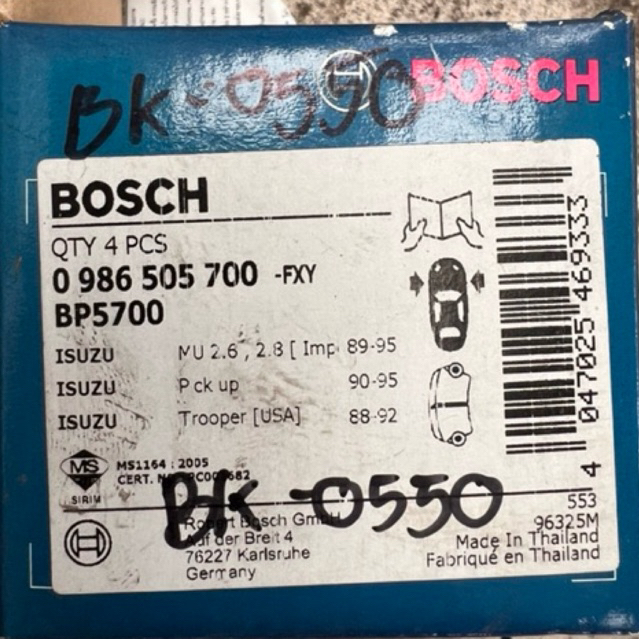 BK-0550
BOSCH
BOSCH
QTY 4 PCS
0 986 505 700 -FXY
BP5700
ISUZU MU 2.6 , 2.8 [ Imp 89-95
ISUZU Pick up 90-95
ISUZU Trooper [USA] 88-92
4 047025 469333
MS
SIRIM
MS1164 : 2005
CERT.
BK-0550
553
96325M
Robert Bosch GmbH
Auf der Breit 4
76227 Karlsruhe
Germany
Made In Thailand
Fabriqué en Thailand